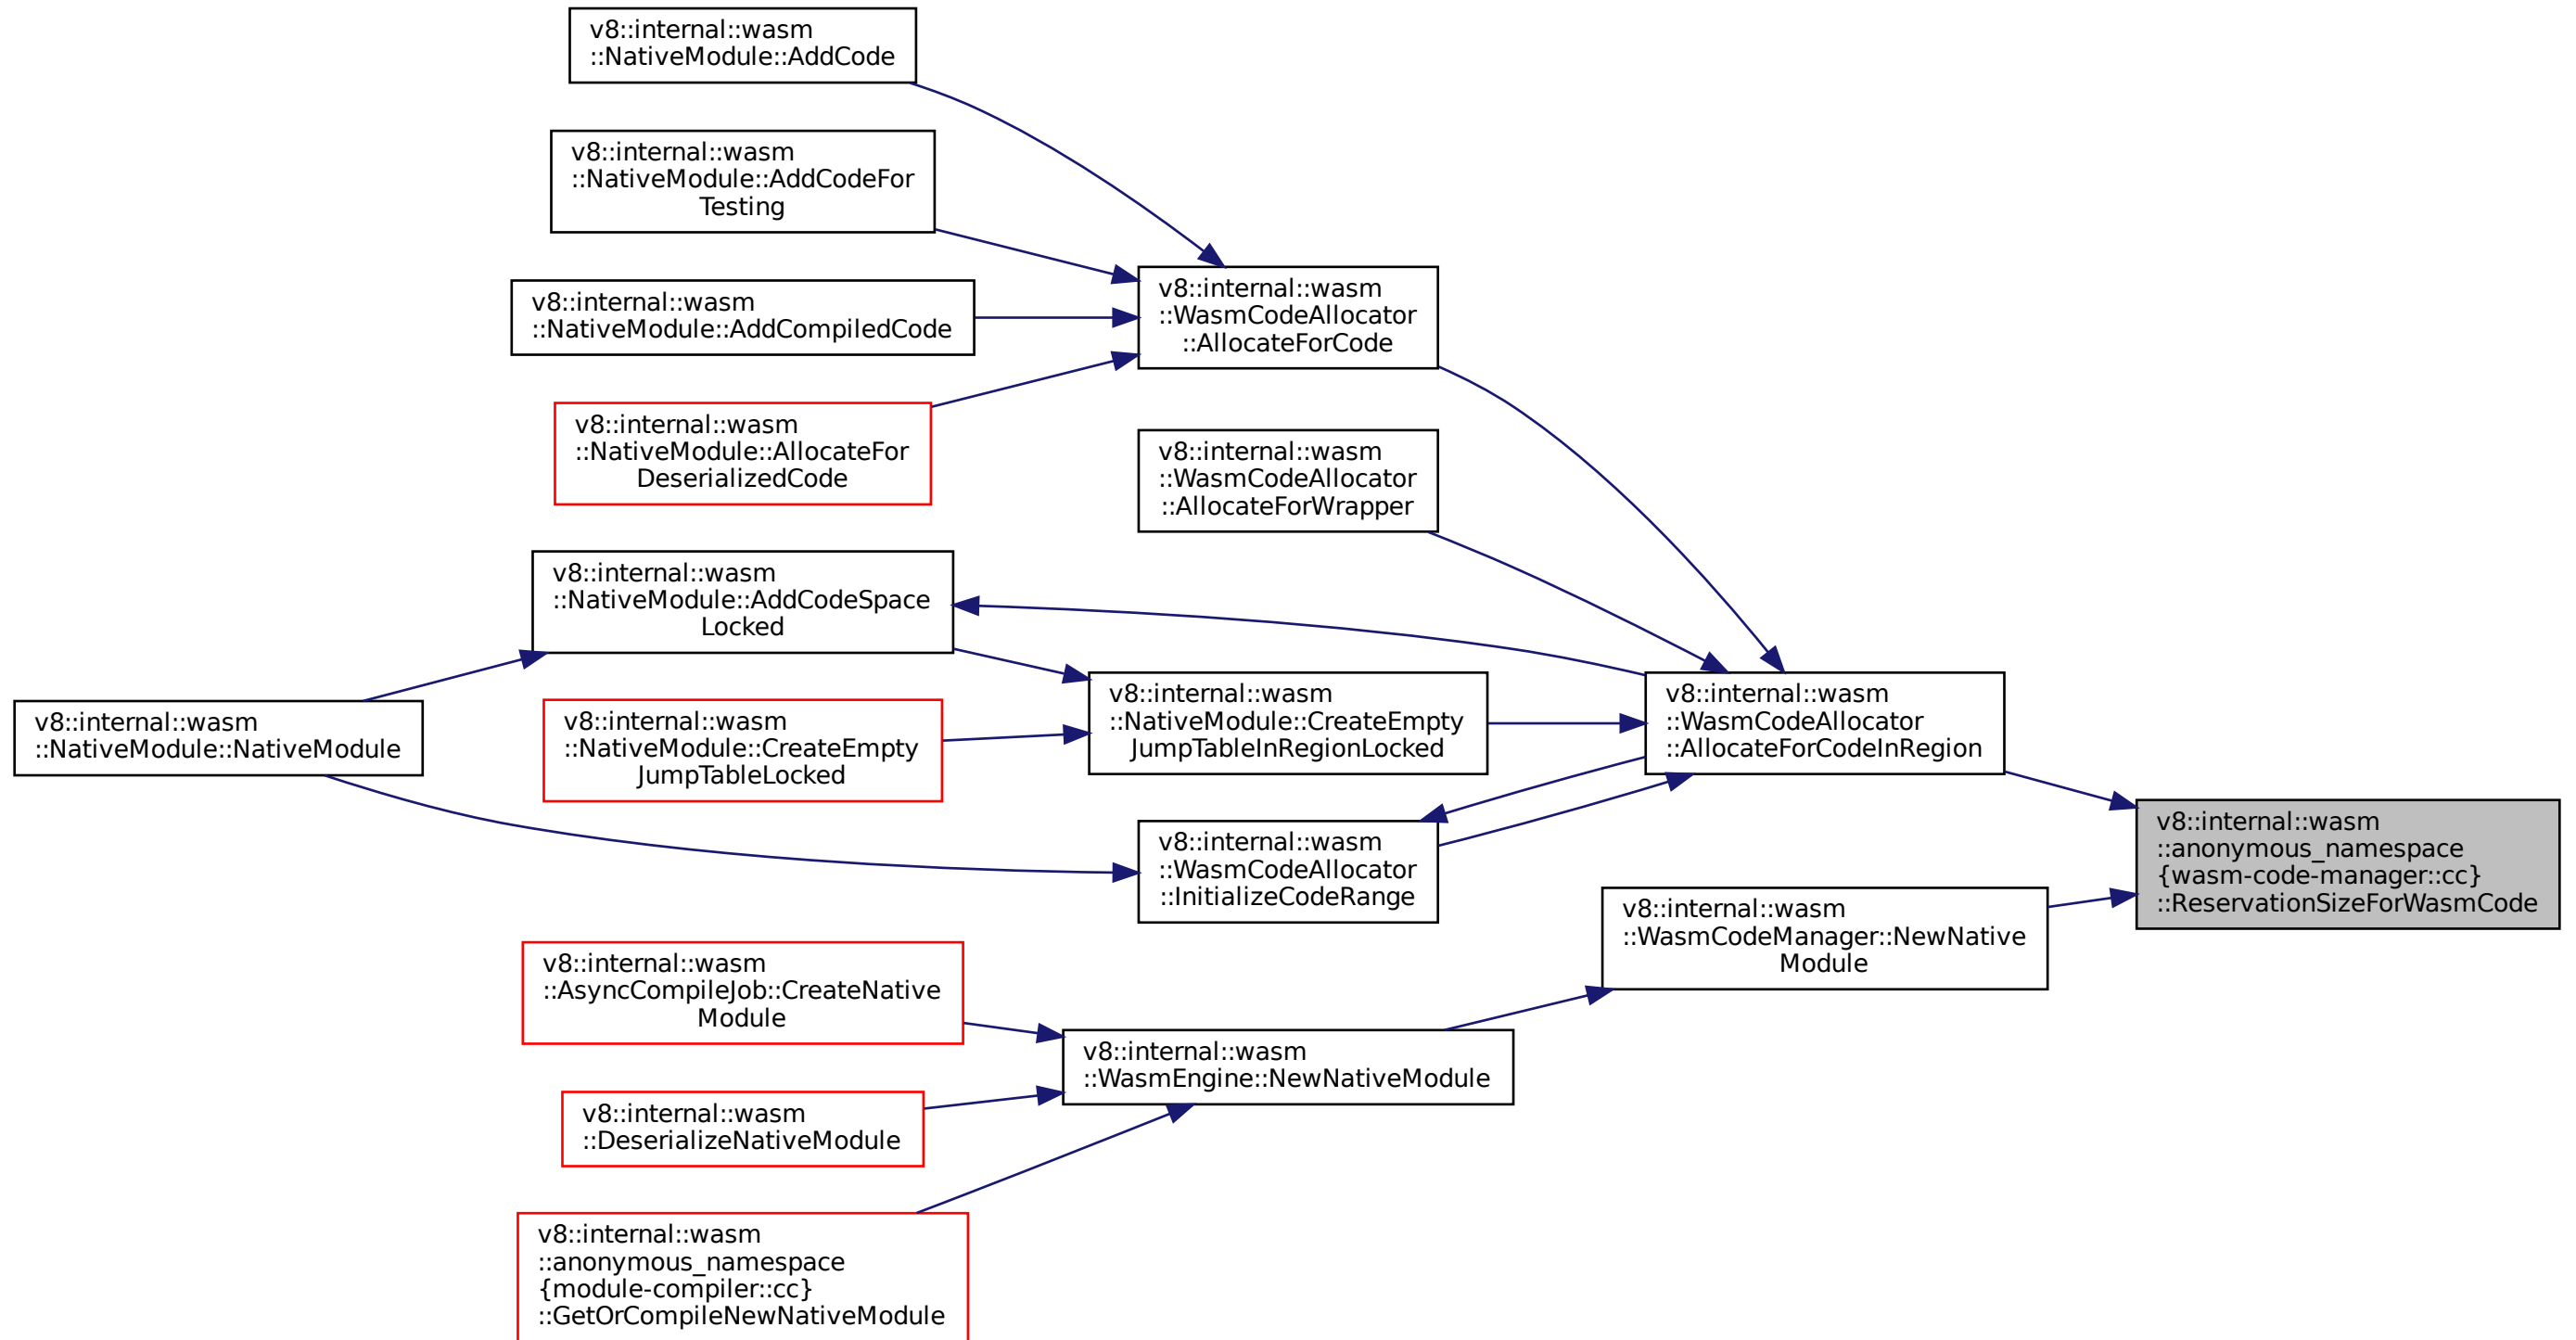 v8::internal::wasm
::NativeModule::AddCode
v8::internal::wasm
::NativeModule::AddCodeFor
Testing
v8::internal::wasm
::NativeModule::AddCompiledCode
v8::internal::wasm
::NativeModule::AllocateFor
DeserializedCode
v8::internal::wasm
::WasmCodeAllocator
::AllocateForCode
v8::internal::wasm
::WasmCodeAllocator
::AllocateForWrapper
v8::internal::wasm
::NativeModule::AddCodeSpace
Locked
v8::internal::wasm
::NativeModule::NativeModule
v8::internal::wasm
::NativeModule::CreateEmpty
JumpTableLocked
v8::internal::wasm
::NativeModule::CreateEmpty
JumpTableInRegionLocked
v8::internal::wasm
::WasmCodeAllocator
::AllocateForCodeInRegion
v8::internal::wasm
::WasmCodeAllocator
::InitializeCodeRange
v8::internal::wasm
::anonymous_namespace
{wasm-code-manager::cc}
::ReservationSizeForWasmCode
v8::internal::wasm
::WasmCodeManager::NewNative
Module
v8::internal::wasm
::AsyncCompileJob::CreateNative
Module
v8::internal::wasm
::WasmEngine::NewNativeModule
v8::internal::wasm
::DeserializeNativeModule
v8::internal::wasm
::anonymous_namespace
{module-compiler::cc}
::GetOrCompileNewNativeModule